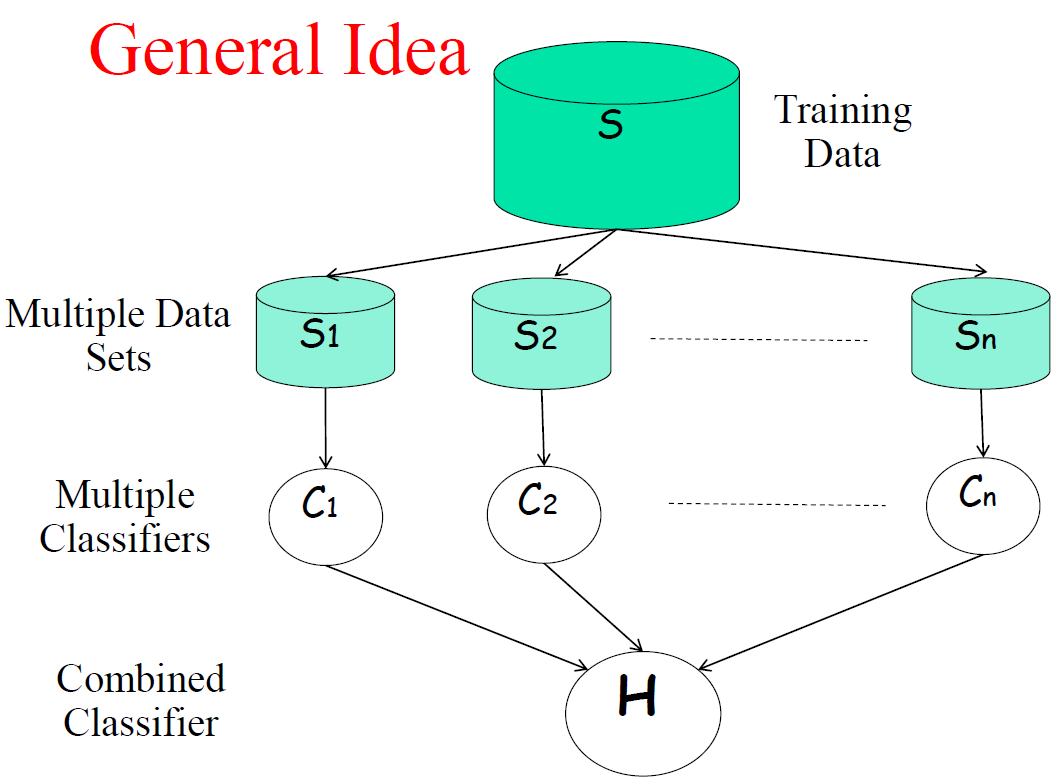 General Idea
S
Training
Data
Multiple Data
Sets
S1
S2
Sn
Multiple
Classifiers
C1
C2
Cn
Combined
Classifier
H